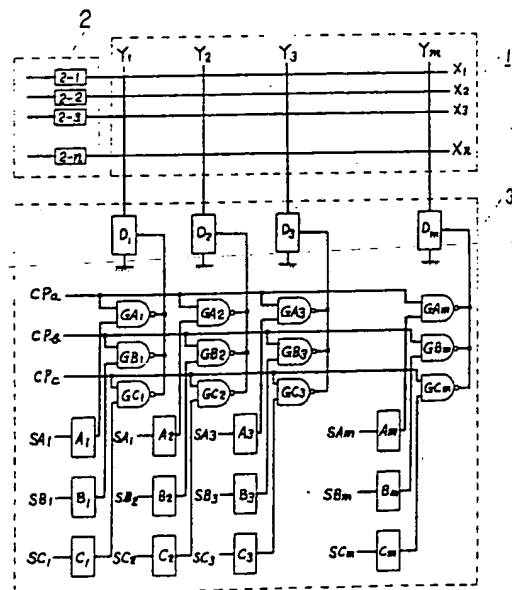 2
Y1 Y2 Y3 Ym
1
2-1 X1
2-2 X2
2-3 X3
2-n Xn
3
D1 D2 D3 Dm
CPa GA1 GA2 GA3 GAm
CPb GB1 GB2 GB3 GBm
CPc GC1 GC2 GC3 GCm
SA1 A1 SA1 A2 SA3 A3 SAm Am
SB1 B1 SB2 B2 SB3 B3 SBm Bm
SC1 C1 SC2 C2 SC3 C3 SCm Cm